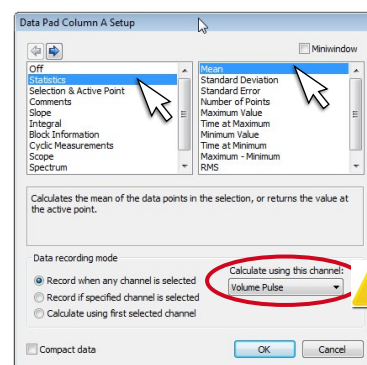 Data Pad Column A Setup
Miniwindow
Off
Statistics
Selection & Active Point
Comments
Slope
Integral
Block Information
Cyclic Measurements
Scope
Spectrum
Mean
Standard Deviation
Standard Error
Number of Points
Maximum Value
Time at Maximum
Minimum Value
Time at Minimum
Maximum - Minimum
RMS
Calculates the mean of the data points in the selection, or returns the value at
the active point.
Data recording mode
Record when any channel is selected
Record if specified channel is selected
Calculate using first selected channel
Calculate using this channel:
Volume Pulse
Compact data
OK
Cancel